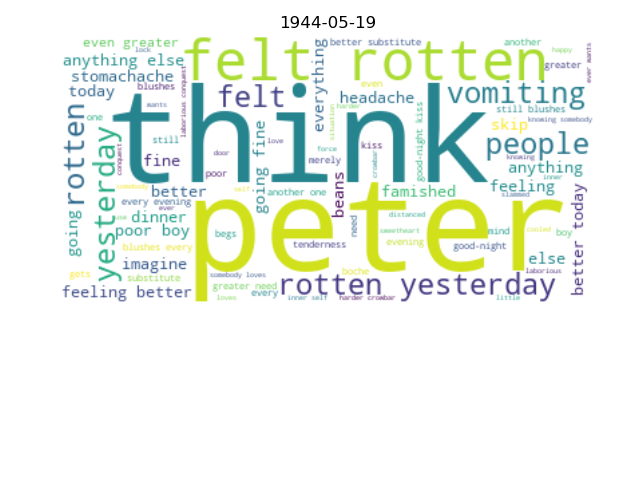 1944-05-19
even greater
felt rotten
better substitute
another
happy
lock
anything else
greater
ever wants
stomachache
blushes
laborious conquest
everything
today
felt
headache
even
vomiting
mants
harder
still blushes
one
rotten
think
situation
good-night kiss
skip
knowing somebody
yesterday
still
love
force
people
conquest
fine
door
kiss
knowing
merely
crowbar
anything
going fine
poor
inner
somebody
better
another one
beans
famished
feeling
slammed
ever
every evening
peter
unit
distanced
use
cooled
going
dinner
need
better today
poor boy
begs
sweetheart
mind
boy
blushes every
tenderness
evening
good-night
else
gets
imagine
boche
laborious
substitute
somebody loves
greater need
feeling better
loves
every
inner self
rotten yesterday
harder crowbar
little